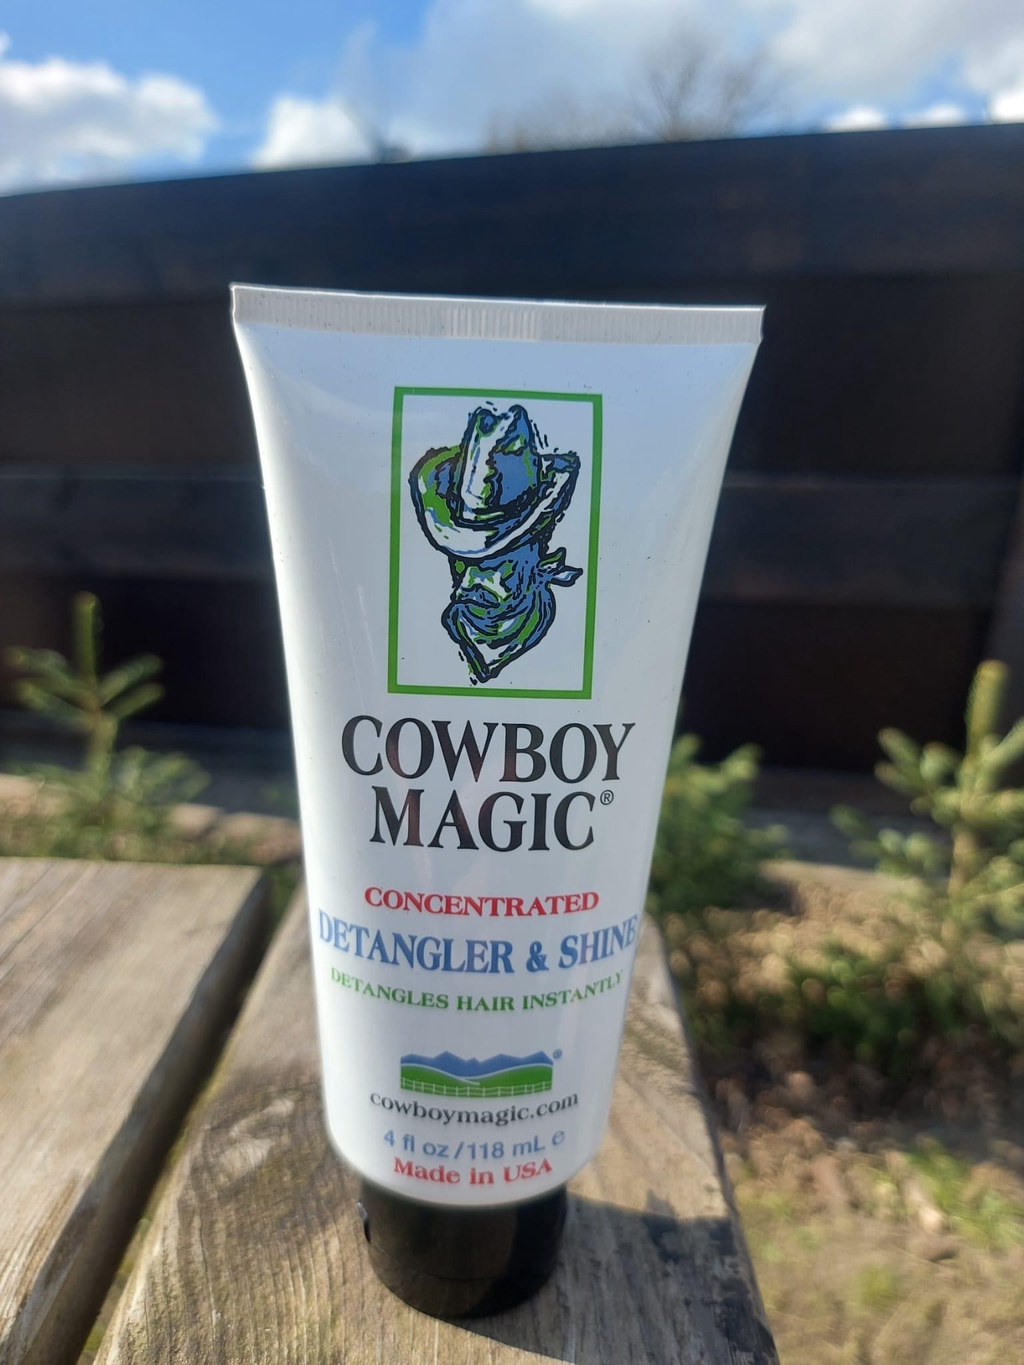 COWBOY
MAGIC®
CONCENTRATED
DETANGLER & SHINE
DETANGLES HAIR INSTANTLY
®
cowboymagic.com
4 fl oz/118 mL ℮
Made in USA